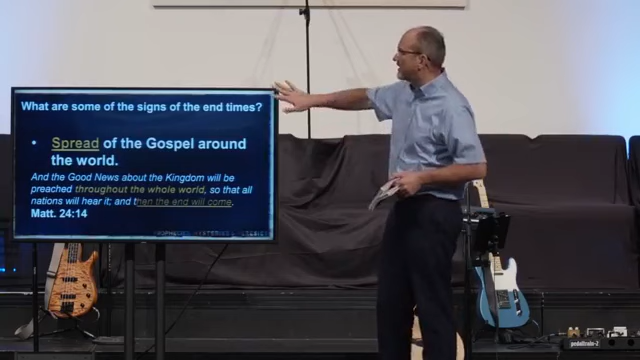 What are some of the signs of the end times?
• Spread of the Gospel around
the world.
And the Good News about the Kingdom will be
preached throughout the whole world, so that all
nations will hear it; and then the end will come.
Matt. 24:14